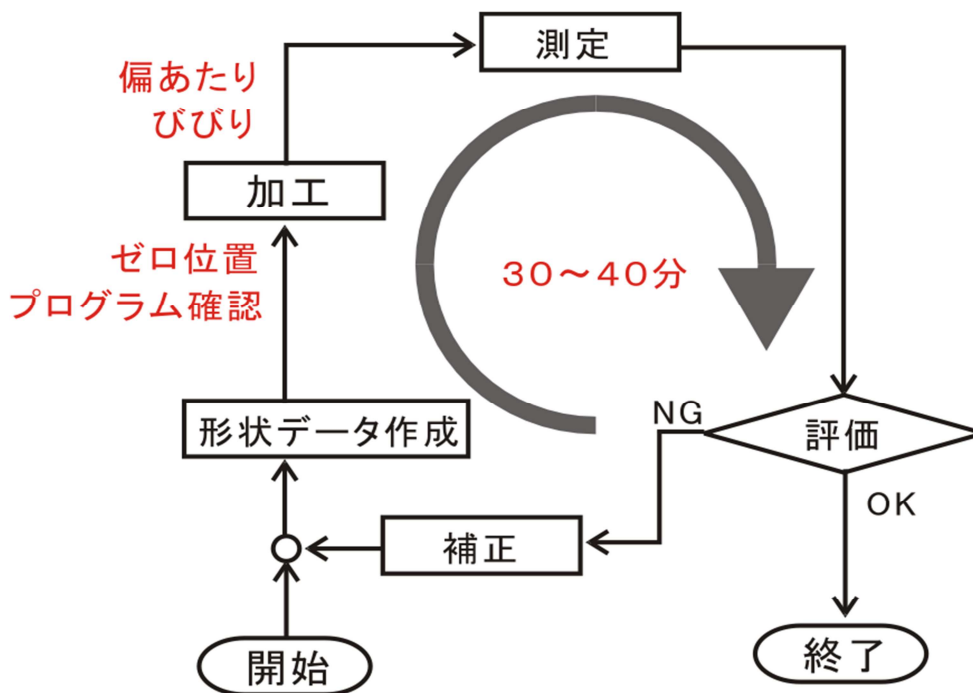 測定
偏あたり
びびり
加工
ゼロ位置
プログラム確認
30〜40分
形状データ作成
NG
評価
OK
補正
開始
終了